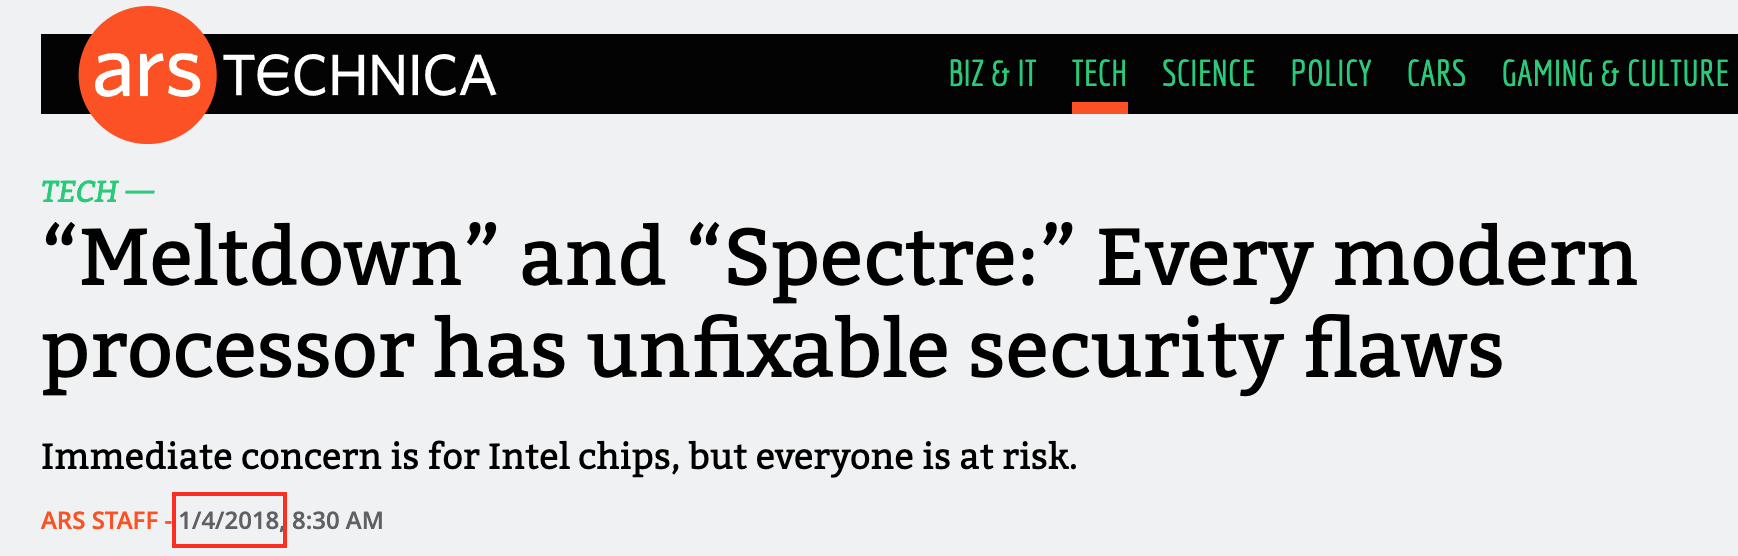 ars TECHNICA
BIZ & IT TECH SCIENCE POLICY CARS GAMING & CULTURE
TECH —
“Meltdown” and “Spectre:” Every modern
processor has unfixable security flaws
Immediate concern is for Intel chips, but everyone is at risk.
ARS STAFF - 1/4/2018, 8:30 AM